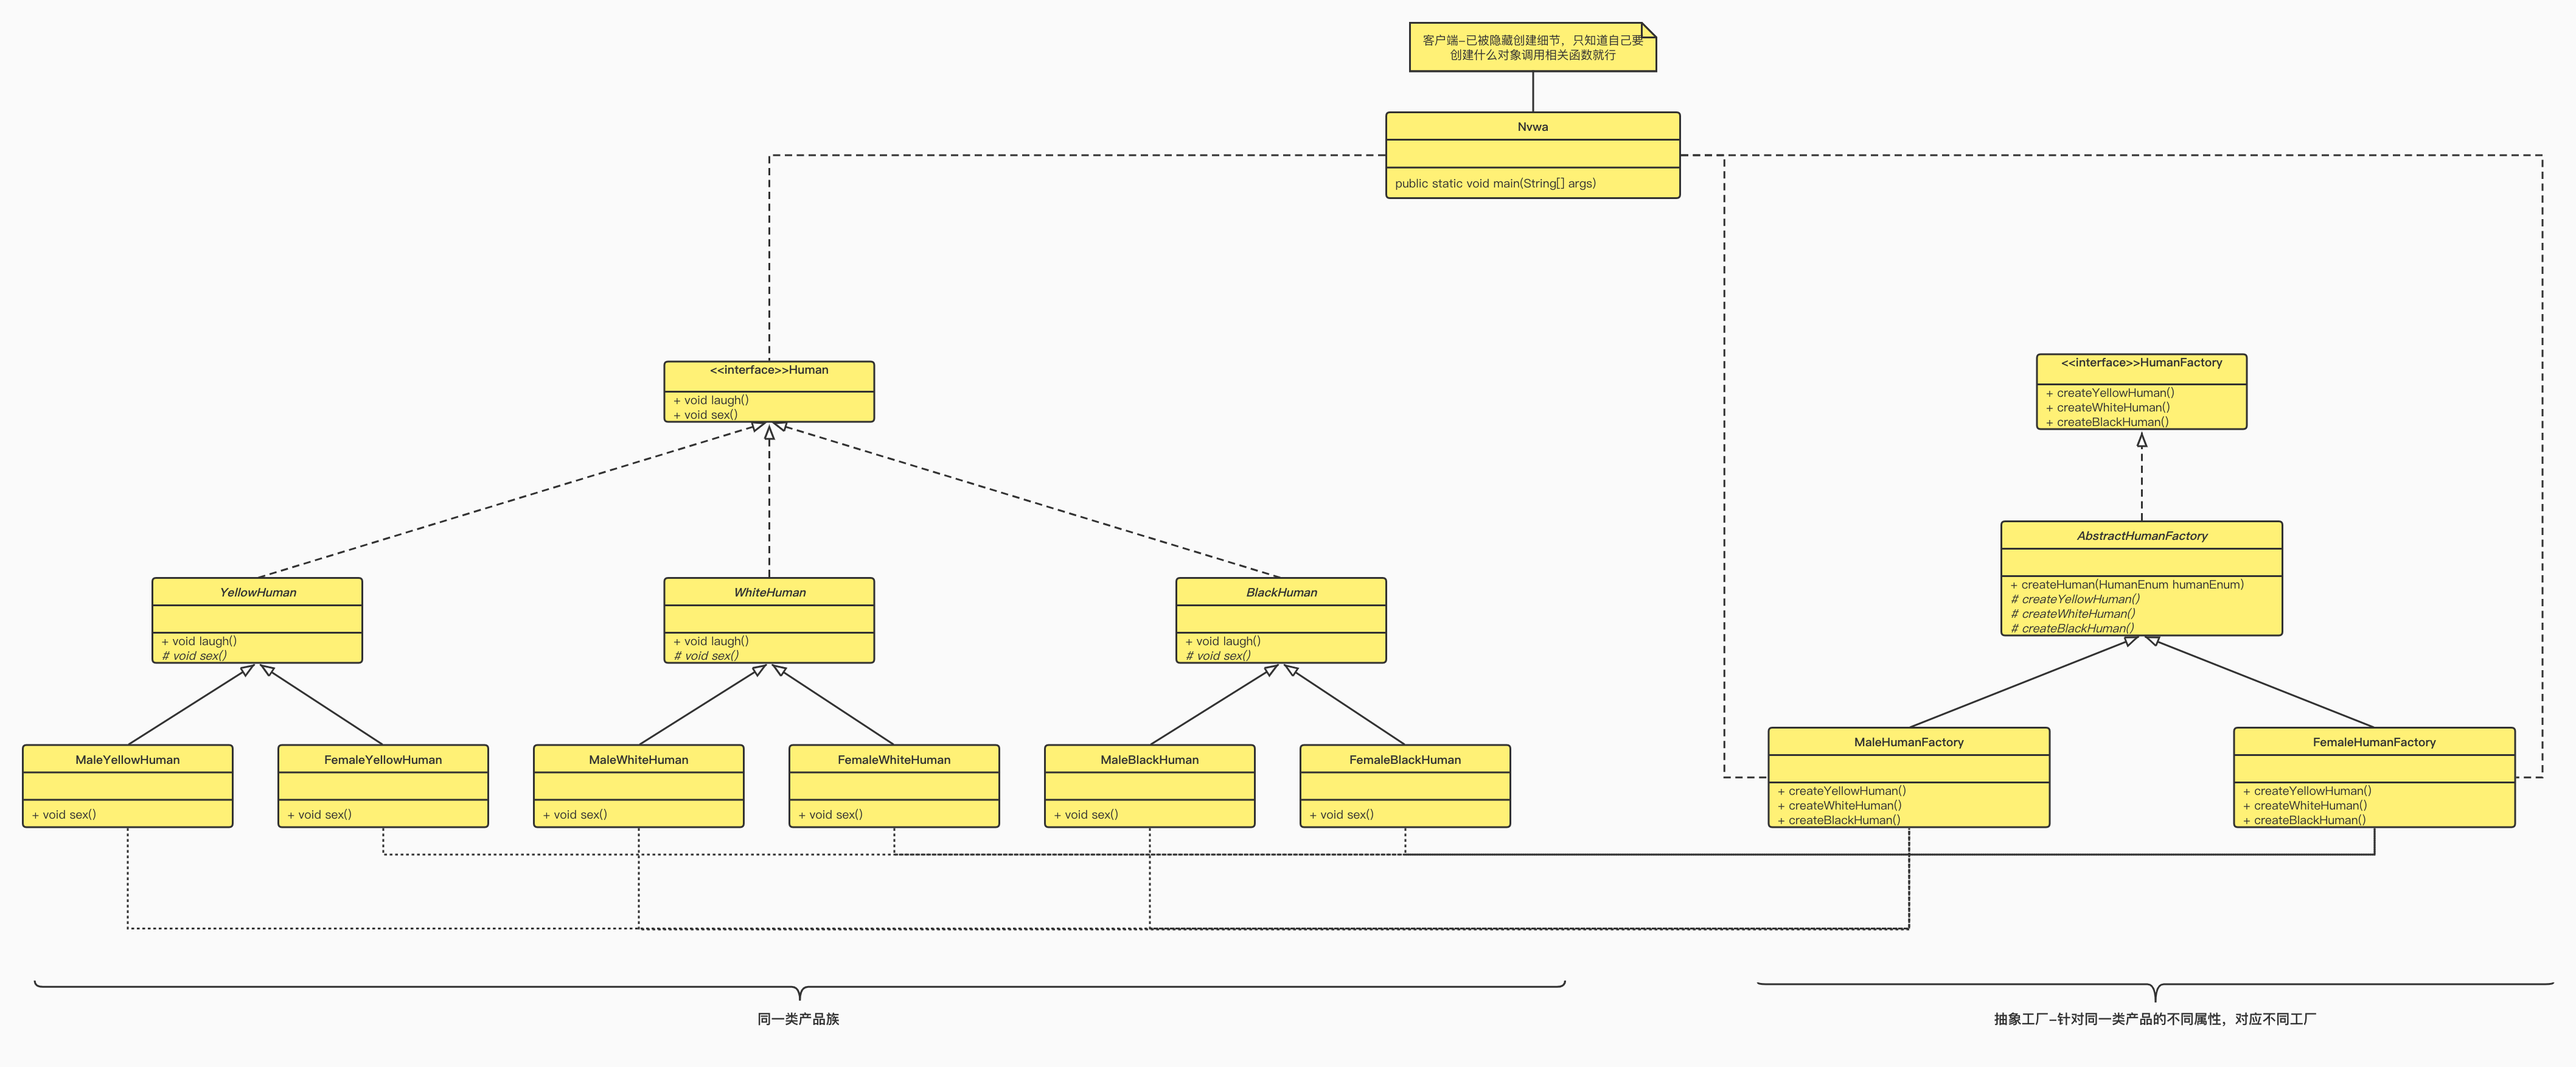 客户端-已被隐藏创建细节，只知道自己要
创建什么对象调用相关函数就行
Nvwa
public static void main(String[] args)
<<interface>>Human
+ void laugh()
+ void sex()
<<interface>>HumanFactory
+ createYellowHuman()
+ createWhiteHuman()
+ createBlackHuman()
AbstractHumanFactory
+ createHuman(HumanEnum humanEnum)
# createYellowHuman()
# createWhiteHuman()
# createBlackHuman()
YellowHuman
+ void laugh()
# void sex()
WhiteHuman
+ void laugh()
# void sex()
BlackHuman
+ void laugh()
# void sex()
MaleYellowHuman
+ void sex()
FemaleYellowHuman
+ void sex()
MaleWhiteHuman
+ void sex()
FemaleWhiteHuman
+ void sex()
MaleBlackHuman
+ void sex()
FemaleBlackHuman
+ void sex()
MaleHumanFactory
+ createYellowHuman()
+ createWhiteHuman()
+ createBlackHuman()
FemaleHumanFactory
+ createYellowHuman()
+ createWhiteHuman()
+ createBlackHuman()
同一类产品族
抽象工厂-针对同一类产品的不同属性，对应不同工厂